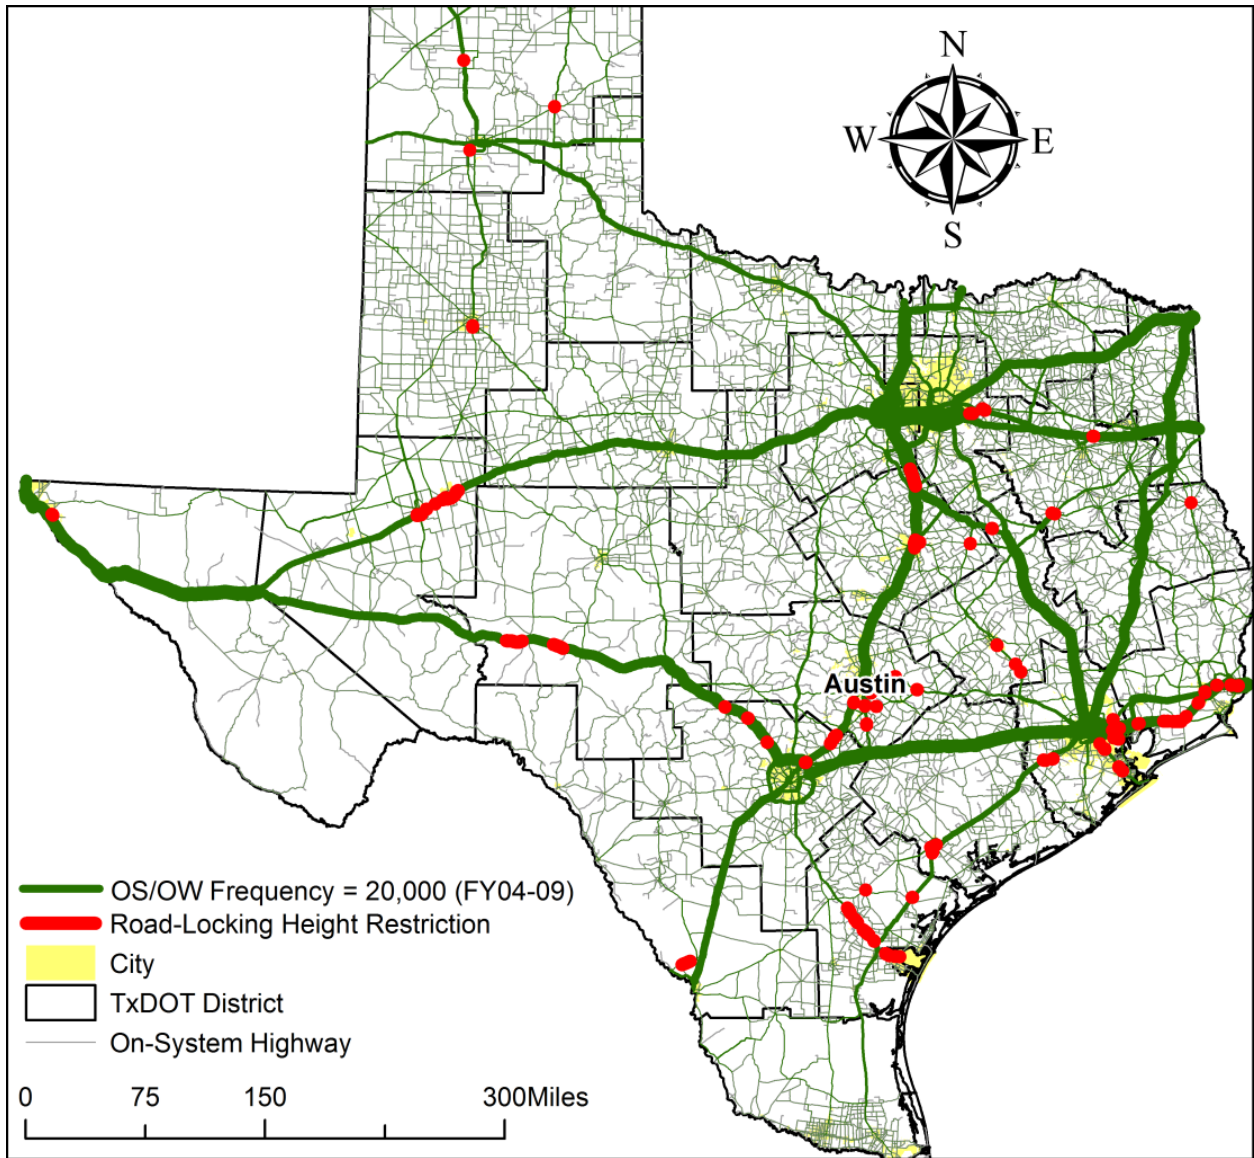 N
W
E
S
Austin
OS/OW Frequency = 20,000 (FY04-09)
Road-Locking Height Restriction
City
TxDOT District
On-System Highway
0 75 150 300Miles